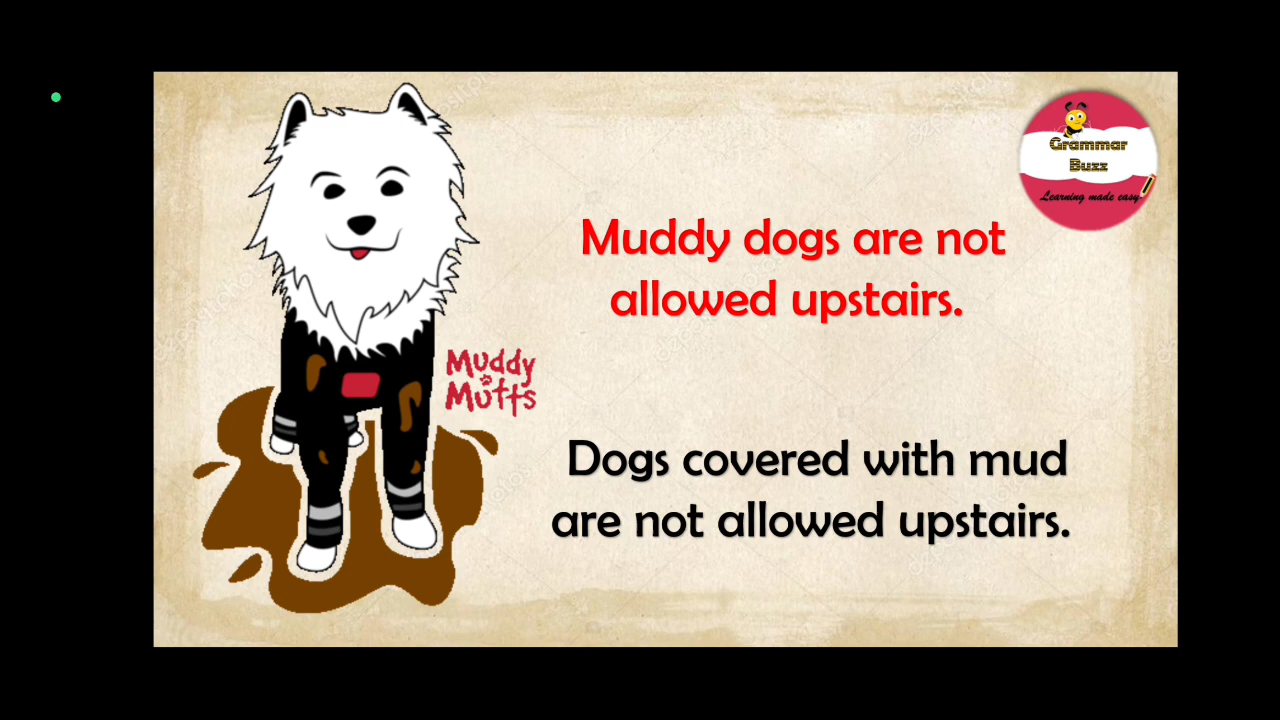 Grammar
Buzz
Learning made easy
Muddy dogs are not
allowed upstairs.
Muddy
Mutts
Dogs covered with mud
are not allowed upstairs.